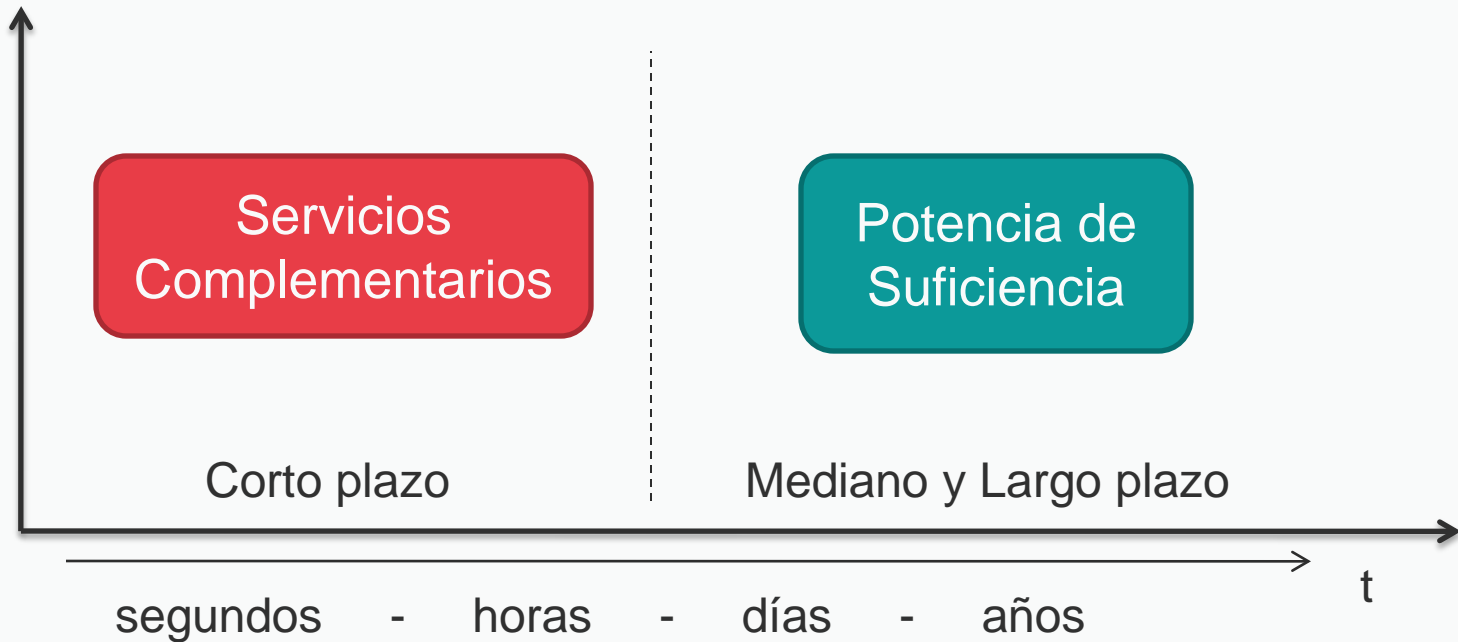 Servicios
Complementarios
Potencia de
Suficiencia
Corto plazo
Mediano y Largo plazo
t
segundos - horas - días - años